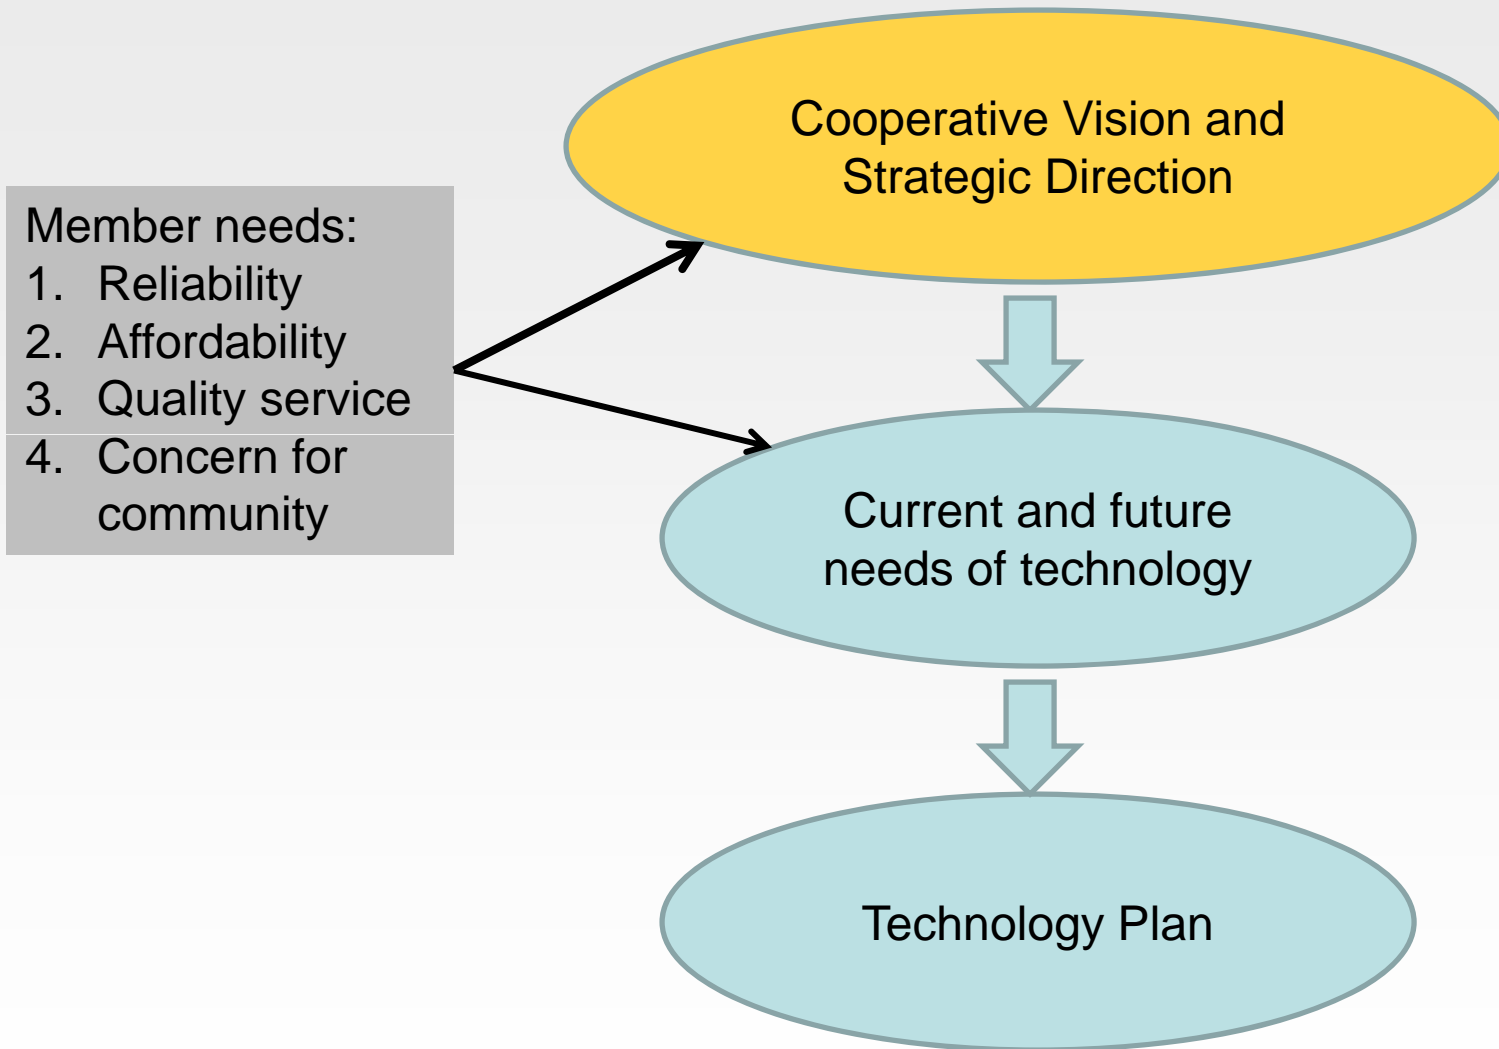 Cooperative Vision and
Strategic Direction
Member needs:
1. Reliability
2. Affordability
3. Quality service
4. Concern for
community
Current and future
needs of technology
Technology Plan